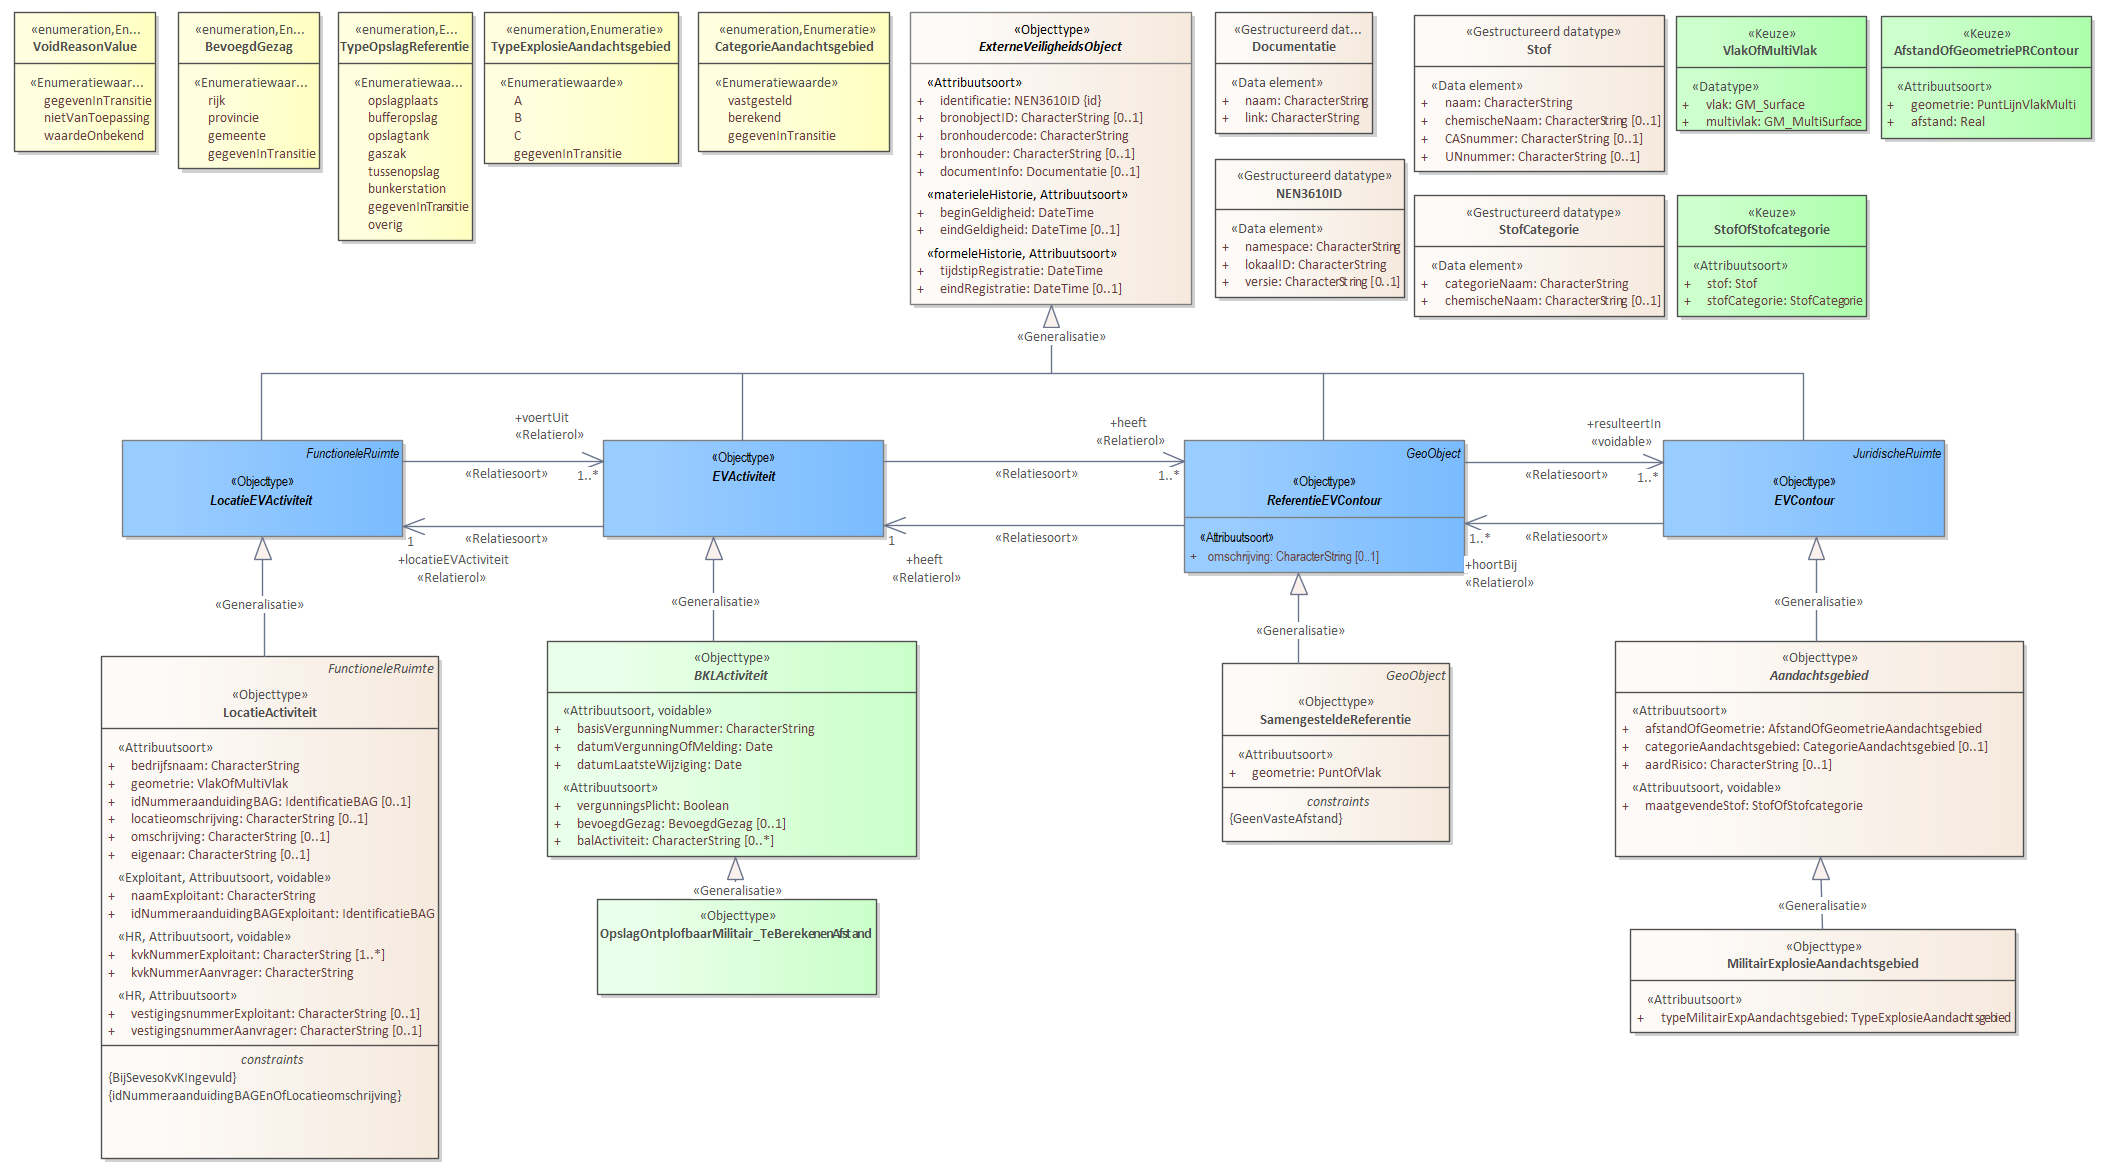 «enumeration,En...
VoidReasonValue
«Enumeratiewaar...
gegevenInTransitie
nietVanToepassing
waardeOnbekend
«enumeration,En...
BevoegdGezag
«Enumeratiewaar...
rijk
provincie
gemeente
gegevenInTransitie
«enumeration,E...
TypeOpslagReferentie
«Enumeratiewaa...
opslagplaats
bufferopslag
opslagtank
gaszak
tussenopslag
bunkerstation
gegevenInTransitie
overig
«enumeration,Enumeratie»
TypeExplosieAandachtsgebied
«Enumeratiewaarde»
A
B
C
gegevenInTransitie
«enumeration,Enumeratie»
CategorieAandachtsgebied
«Enumeratiewaarde»
vastgesteld
berekend
gegevenInTransitie
«Objecttype»
ExterneVeiligheidsObject
«Attribuutsoort»
+ identificatie: NEN3610ID {id}
+ bronobjectID: CharacterString [0..1]
+ bronhoudercode: CharacterString
+ bronhouder: CharacterString [0..1]
+ documentInfo: Documentatie [0..1]
«materieleHistorie, Attribuutsoort»
+ beginGeldigheid: DateTime
+ eindGeldigheid: DateTime [0..1]
«formeleHistorie, Attribuutsoort»
+ tijdstipRegistratie: DateTime
+ eindRegistratie: DateTime [0..1]
«Gestructureerd dat...
Documentatie
«Data element»
+ naam: CharacterString
+ link: CharacterString
«Gestructureerd datatype»
NEN3610ID
«Data element»
+ namespace: CharacterString
+ lokaalID: CharacterString
+ versie: CharacterString [0..1]
«Gestructureerd datatype»
Stof
«Data element»
+ naam: CharacterString
+ chemischeNaam: CharacterString [0..1]
+ CASnummer: CharacterString [0..1]
+ UNnummer: CharacterString [0..1]
«Gestructureerd datatype»
StofCategorie
«Data element»
+ categorieNaam: CharacterString
+ chemischeNaam: CharacterString [0..1]
«Keuze»
VlakOfMultiVlak
«Datatype»
+ vlak: GM_Surface
+ multivlak: GM_MultiSurface
«Keuze»
StofOfStofcategorie
«Attribuutsoort»
+ stof: Stof
+ stofCategorie: StofCategorie
«Keuze»
AfstandOfGeometriePRContour
«Attribuutsoort»
+ geometrie: PuntLijnVlakMulti
+ afstand: Real
«Generalisatie»
FunctioneleRuimte
«Objecttype»
LocatieEVActiviteit
+voertUit
«Relatierol»
«Relatiesoort»
1..*
«Relatiesoort»
1
+locatieEVActiviteit
«Relatierol»
«Objecttype»
EVActiviteit
+heeft
«Relatierol»
«Relatiesoort»
1..*
«Relatiesoort»
1
+heeft
«Relatierol»
GeoObject
«Objecttype»
ReferentieEVContour
«Attribuutsoort»
+ omschrijving: CharacterString [0..1]
+resulteertIn
«voidable»
«Relatiesoort»
1..*
«Relatiesoort»
1..*
+hoortBij
«Relatierol»
JuridischeRuimte
«Objecttype»
EVContour
«Generalisatie»
«Generalisatie»
«Generalisatie»
«Generalisatie»
FunctioneleRuimte
«Objecttype»
LocatieActiviteit
«Attribuutsoort»
+ bedrijfsnaam: CharacterString
+ geometrie: VlakOfMultiVlak
+ idNummeraanduidingBAG: IdentificatieBAG [0..1]
+ locatieomschrijving: CharacterString [0..1]
+ omschrijving: CharacterString [0..1]
+ eigenaar: CharacterString [0..1]
«Exploitant, Attribuutsoort, voidable»
+ naamExploitant: CharacterString
+ idNummeraanduidingBAGExploitant: IdentificatieBAG
«HR, Attribuutsoort, voidable»
+ kvkNummerExploitant: CharacterString [1..*]
+ kvkNummerAanvrager: CharacterString
«HR, Attribuutsoort»
+ vestigingsnummerExploitant: CharacterString [0..1]
+ vestigingsnummerAanvrager: CharacterString [0..1]
constraints
{BijSevesoKvKIngevuld}
{idNummeraanduidingBAGEnOfLocatieomschrijving}
«Objecttype»
BKLActiviteit
«Attribuutsoort, voidable»
+ basisVergunningNummer: CharacterString
+ datumVergunningOfMelding: Date
+ datumLaatsteWijziging: Date
«Attribuutsoort»
+ vergunningsPlicht: Boolean
+ bevoegdGezag: BevoegdGezag [0..1]
+ balActiviteit: CharacterString [0..*]
«Generalisatie»
«Objecttype»
OpslagOntplofbaarMilitair_TeBerekenenAfstand
GeoObject
«Objecttype»
SamengesteldeReferentie
«Attribuutsoort»
+ geometrie: PuntOfVlak
constraints
{GeenVasteAfstand}
«Objecttype»
Aandachtsgebied
«Attribuutsoort»
+ afstandOfGeometrie: AfstandOfGeometrieAandachtsgebied
+ categorieAandachtsgebied: CategorieAandachtsgebied [0..1]
+ aardRisico: CharacterString [0..1]
«Attribuutsoort, voidable»
+ maatgevendeStof: StofOfStofcategorie
«Generalisatie»
«Objecttype»
MilitairExplosieAandachtsgebied
«Attribuutsoort»
+ typeMilitairExpAandachtsgebied: TypeExplosieAandachtsgebied